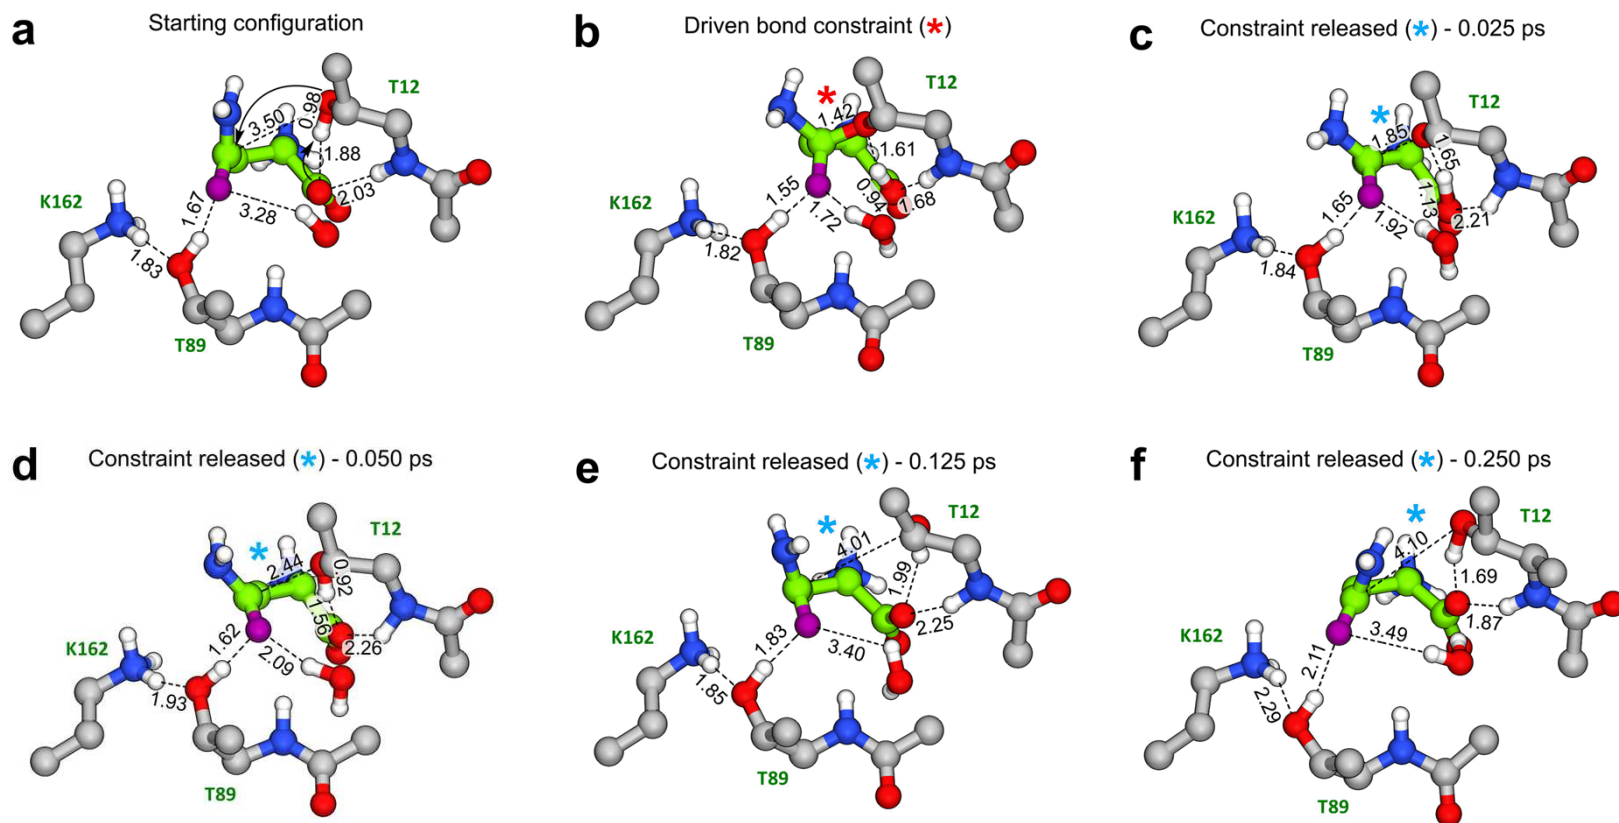 a Starting configuration
T12
3.50
0.98
1.88
2.03
1.67
3.28
K162
1.83
T89
b Driven bond constraint (*)
*
T12
1.42
1.61
0.94
1.68
1.55
1.72
K162
1.82
T89
c Constraint released (*) - 0.025 ps
*
T12
1.85
1.65
1.13
2.21
1.65
1.92
K162
1.84
T89
d Constraint released (*) - 0.050 ps
*
T12
2.44
0.92
1.56
2.26
1.62
2.09
K162
1.93
T89
e Constraint released (*) - 0.125 ps
*
T12
4.01
1.99
2.25
1.83
3.40
K162
1.85
T89
f Constraint released (*) - 0.250 ps
*
T12
4.10
1.69
1.87
3.49
2.11
K162
2.29
T89